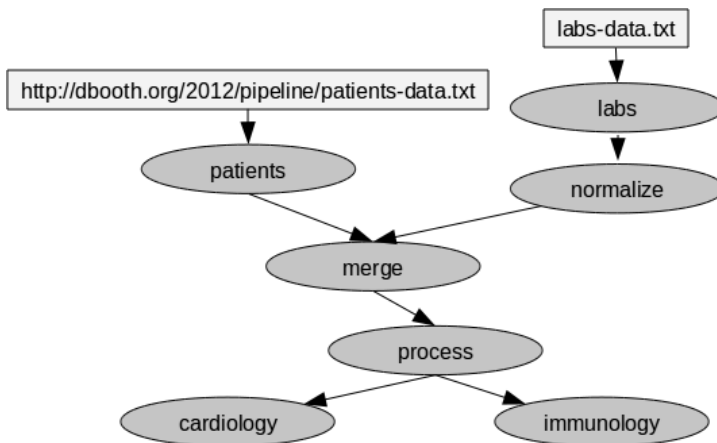 labs-data.txt
http://dbooth.org/2012/pipeline/patients-data.txt
labs
patients
normalize
merge
process
cardiology
immunology